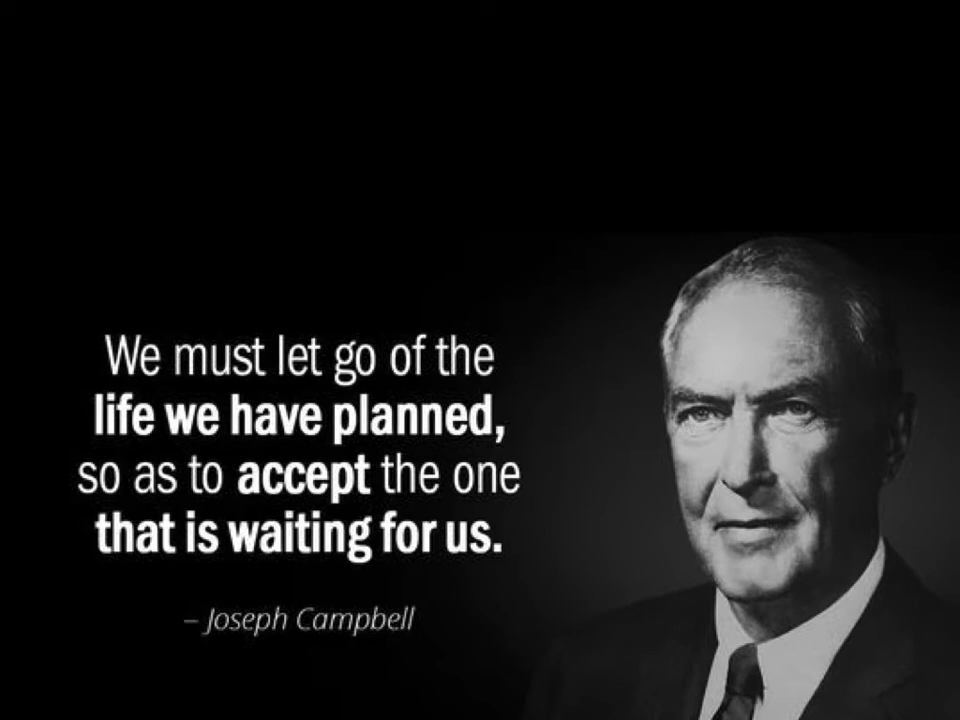 We must let go of the
life we have planned,
so as to accept the one
that is waiting for us.
– Joseph Campbell